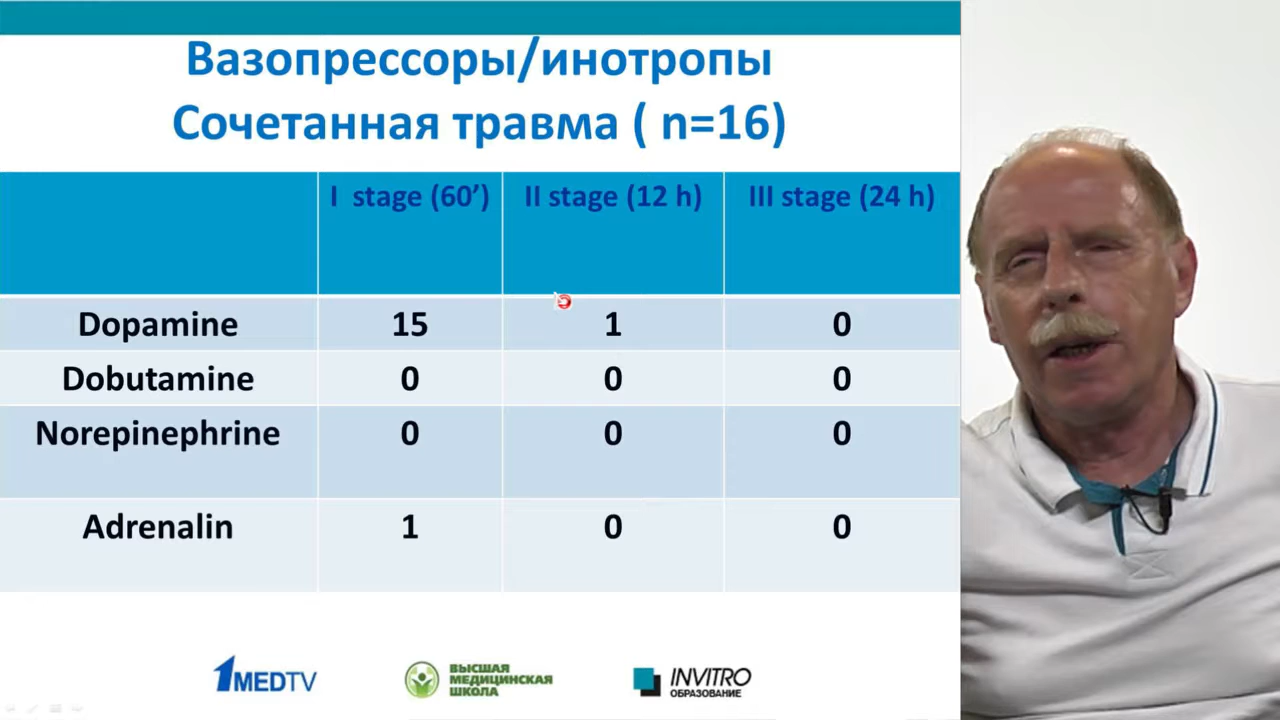 Вазопрессоры/инотропы
Сочетанная травма ( n=16)
I stage (60’) II stage (12 h) III stage (24 h)
Dopamine 15 1 0
Dobutamine 0 0 0
Norepinephrine 0 0 0
Adrenalin 1 0 0
1MEDTV
ВЫСШАЯ
МЕДИЦИНСКАЯ
ШКОЛА
INVITRO
ОБРАЗОВАНИЕ